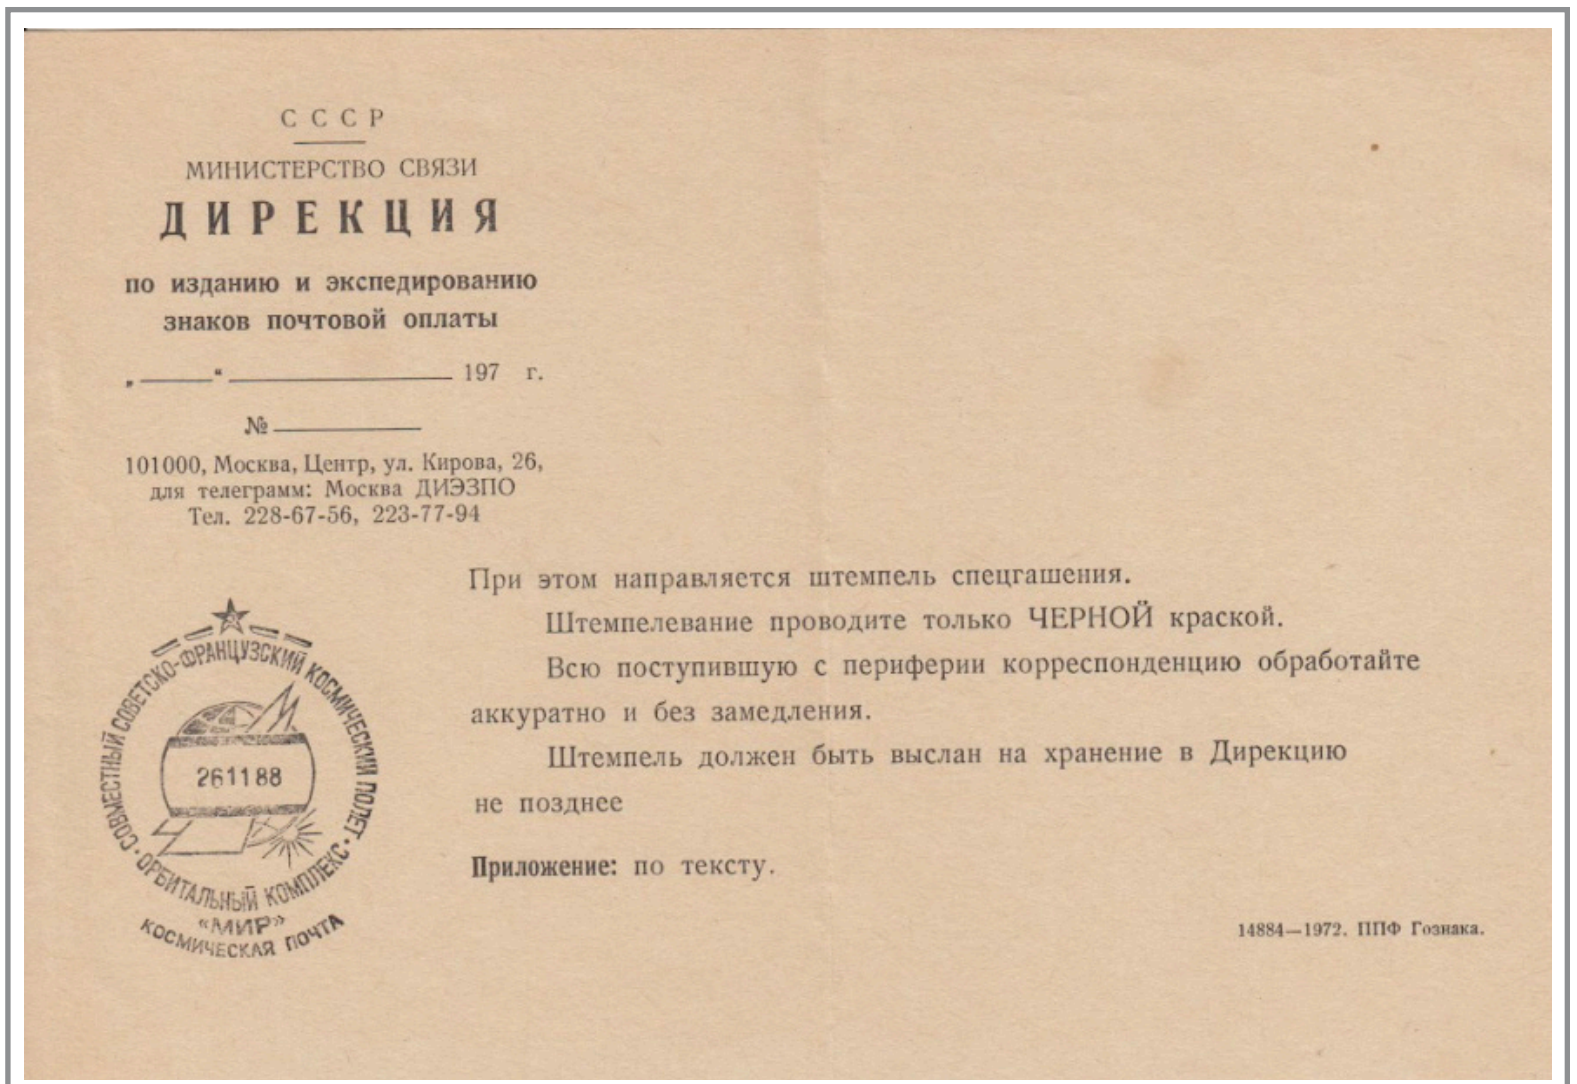 СССР
МИНИСТЕРСТВО СВЯЗИ
ДИРЕКЦИЯ
по изданию и экспедированию
знаков почтовой оплаты
„ “ 197 г.
№
101000, Москва, Центр, ул. Кирова, 26,
для телеграмм: Москва ДИЭЗПО
Тел. 228-67-56, 223-77-94
При этом направляется штемпель спецгашения.
Штемпелевание проводите только ЧЕРНОЙ краской.
Всю поступившую с периферии корреспонденцию обработайте
аккуратно и без замедления.
Штемпель должен быть выслан на хранение в Дирекцию
не позднее
Приложение: по тексту.
14884—1972. ППФ Гознака.
СОВМЕСТНЫЙ СОВЕТСКО-ФРАНЦУЗСКИЙ КОСМИЧЕСКИЙ ПОЛЕТ
261188
ОРБИТАЛЬНЫЙ КОМПЛЕКС
«МИР»
КОСМИЧЕСКАЯ ПОЧТА